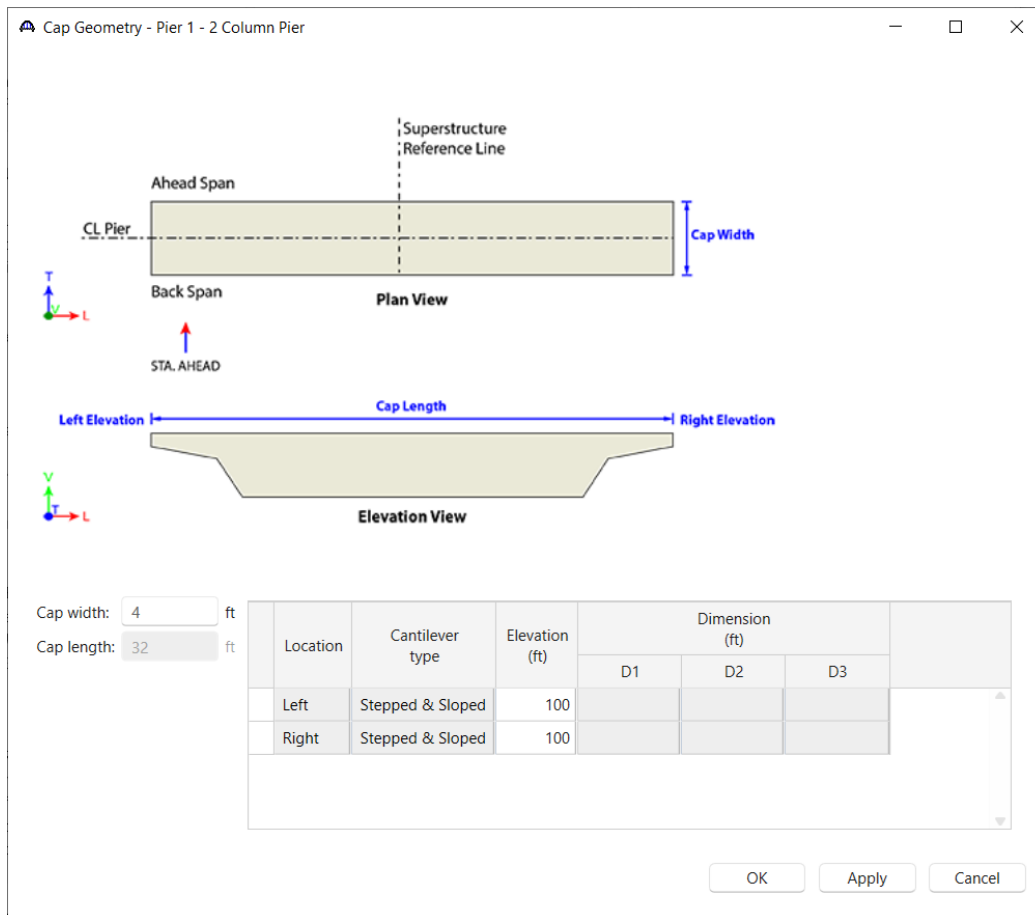 Cap Geometry - Pier 1 - 2 Column Pier
Superstructure
Reference Line
Ahead Span
CL Pier
Cap Width
T
V
L
Back Span
Plan View
STA. AHEAD
Cap Length
Left Elevation
Right Elevation
V
T
L
Elevation View
Cap width: 4 ft
Cap length: 32 ft
Location
Cantilever
type
Elevation
(ft)
Dimension
(ft)
D1 D2 D3
Left Stepped & Sloped 100
Right Stepped & Sloped 100
OK Apply Cancel